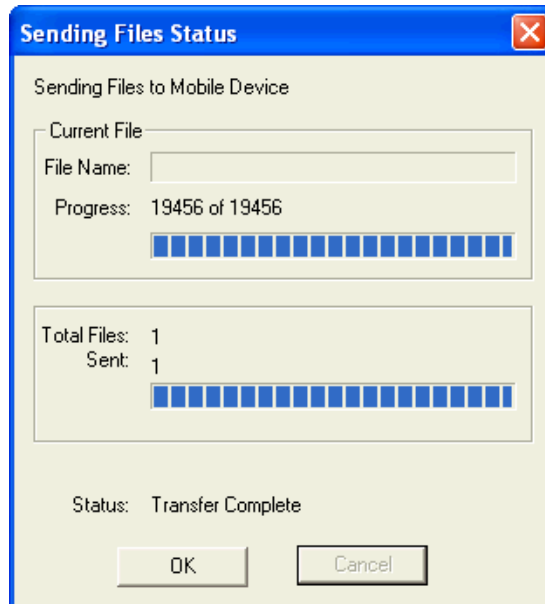 Sending Files Status
Sending Files to Mobile Device
Current File
File Name:
Progress: 19456 of 19456
Total Files: 1
Sent: 1
Status: Transfer Complete
OK Cancel